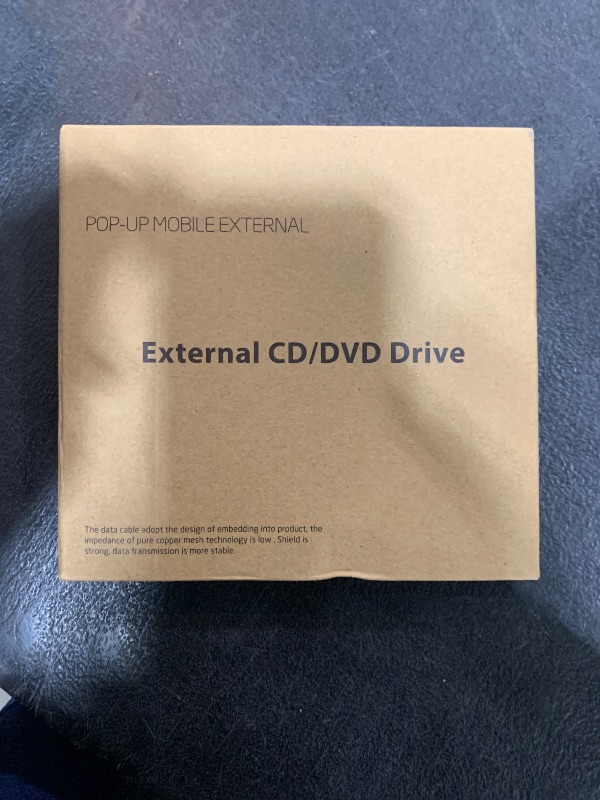 POP-UP MOBILE EXTERNAL
External CD/DVD Drive
The data cable adopt the design of embedding into product, the
impedance of pure copper mesh technology is low , Shield is
strong, data transmission is more stable